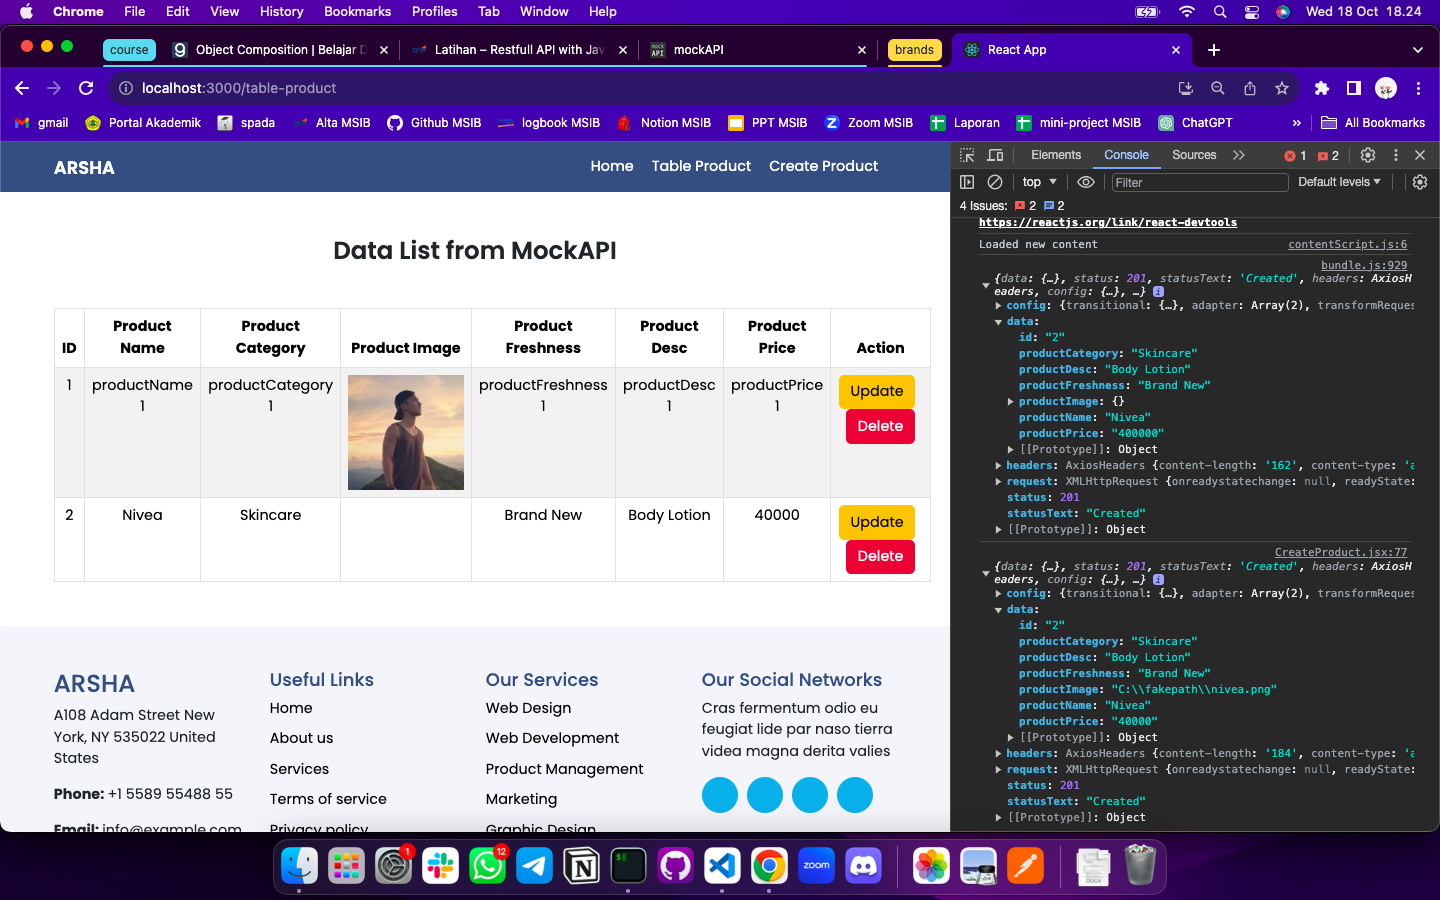 Chrome File Edit View History Bookmarks Profiles Tab Window Help Wed 18 Oct 18.24
course Object Composition | Belajar D Latihan – Restfull API with Jav mockAPI brands React App
localhost:3000/table-product
gmail Portal Akademik spada Alta MSIB Github MSIB logbook MSIB Notion MSIB PPT MSIB Zoom MSIB Laporan mini-project MSIB ChatGPT » All Bookmarks
ARSHA Home Table Product Create Product
Data List from MockAPI
ID Product Name Product Category Product Image Product Freshness Product Desc Product Price Action
1 productName 1 productCategory 1 productFreshness 1 productDesc 1 productPrice 1 Update Delete
2 Nivea Skincare Brand New Body Lotion 40000 Update Delete
ARSHA
A108 Adam Street New
York, NY 535022 United
States
Phone: +1 5589 55488 55
Email: info@example.com
Useful Links
Home
About us
Services
Terms of service
Privacy policy
Our Services
Web Design
Web Development
Product Management
Marketing
Graphic Design
Our Social Networks
Cras fermentum odio eu
feugiat lide par naso tierra
videa magna derita valies
Elements Console Sources 1 2
top Filter Default levels
4 Issues: 2 2
https://reactjs.org/link/react-devtools
Loaded new content contentScript.js:6
bundle.js:929
{data: {…}, status: 201, statusText: 'Created', headers: AxiosH
eaders, config: {…}, …} i
config: {transitional: {…}, adapter: Array(2), transformReques
data:
id: "2"
productCategory: "Skincare"
productDesc: "Body Lotion"
productFreshness: "Brand New"
productImage: {}
productName: "Nivea"
productPrice: "400000"
[[Prototype]]: Object
headers: AxiosHeaders {content-length: '162', content-type: 'a
request: XMLHttpRequest {onreadystatechange: null, readyState:
status: 201
statusText: "Created"
[[Prototype]]: Object
CreateProduct.jsx:77
{data: {…}, status: 201, statusText: 'Created', headers: AxiosH
eaders, config: {…}, …} i
config: {transitional: {…}, adapter: Array(2), transformReques
data:
id: "2"
productCategory: "Skincare"
productDesc: "Body Lotion"
productFreshness: "Brand New"
productImage: "C:\\fakepath\\nivea.png"
productName: "Nivea"
productPrice: "40000"
[[Prototype]]: Object
headers: AxiosHeaders {content-length: '184', content-type: 'a
request: XMLHttpRequest {onreadystatechange: null, readyState:
status: 201
statusText: "Created"
[[Prototype]]: Object
1 12 zoom DOCX